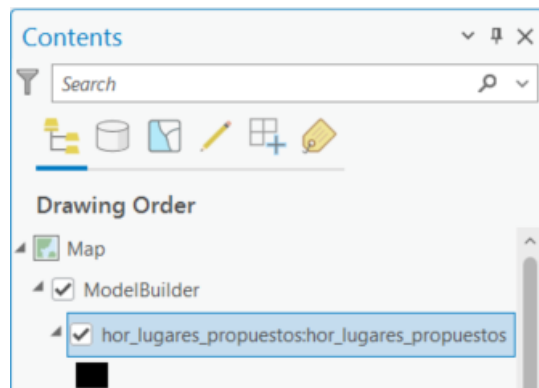 Contents
Search
Drawing Order
Map
ModelBuilder
hor_lugares_propuestos:hor_lugares_propuestos